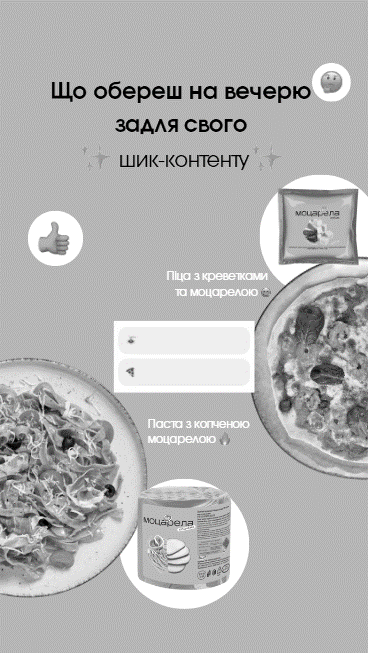 Що обереш на вечерю
задля свого
шик-контенту
моцарела
Піца з креветками
та моцарелою
Паста з копченою
моцарелою
моцарела